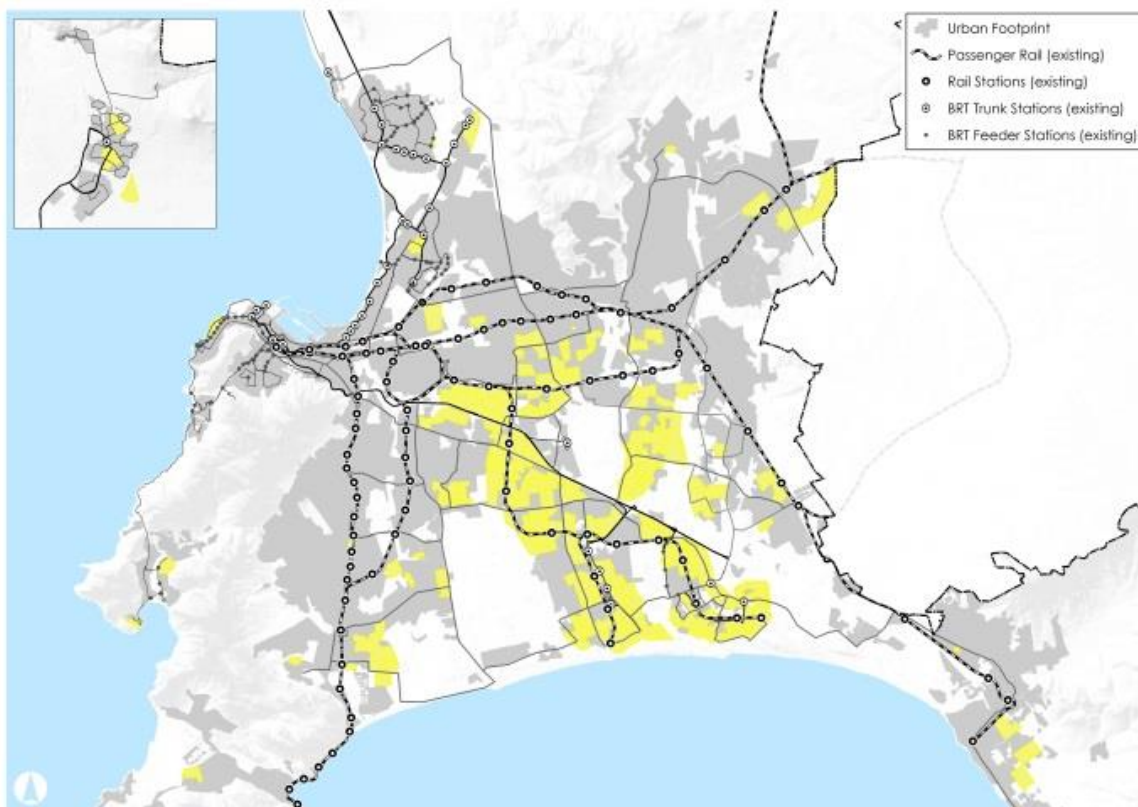 Urban Footprint
Passenger Rail (existing)
Rail Stations (existing)
BRT Trunk Stations (existing)
BRT Feeder Stations (existing)